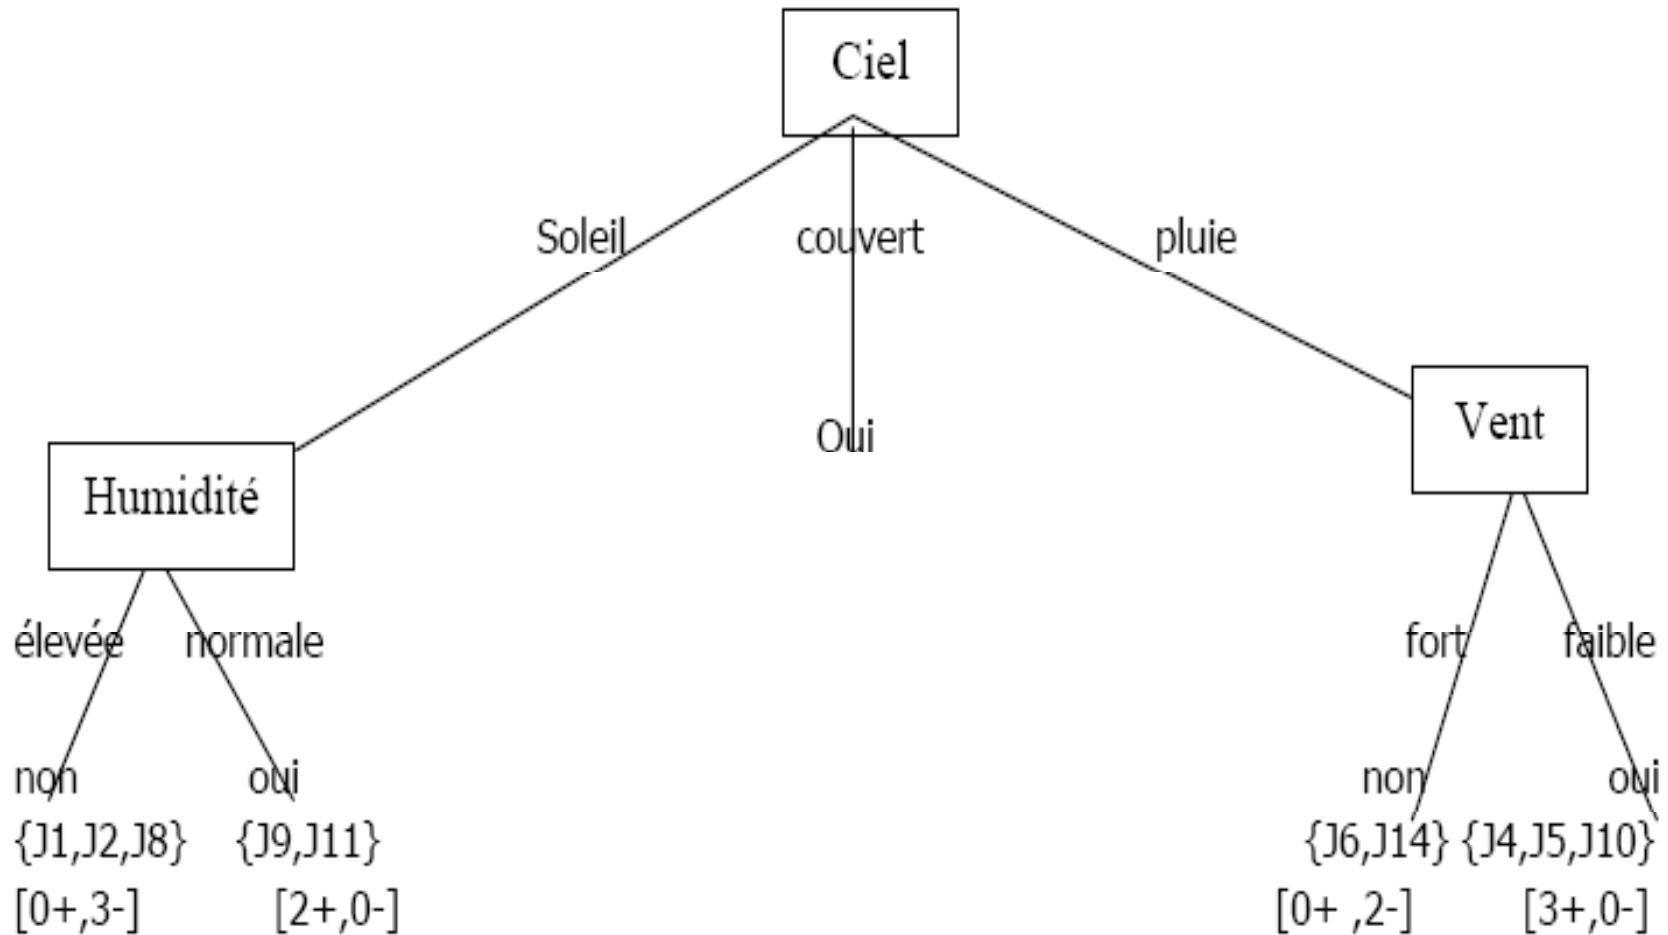 Ciel
Soleil couvert pluie
Oui
Vent
Humidité
élevée normale fort faible
non oui non oui
{J1,J2,J8} {J9,J11} {J6,J14} {J4,J5,J10}
[0+,3-] [2+,0-] [0+ ,2-] [3+,0-]